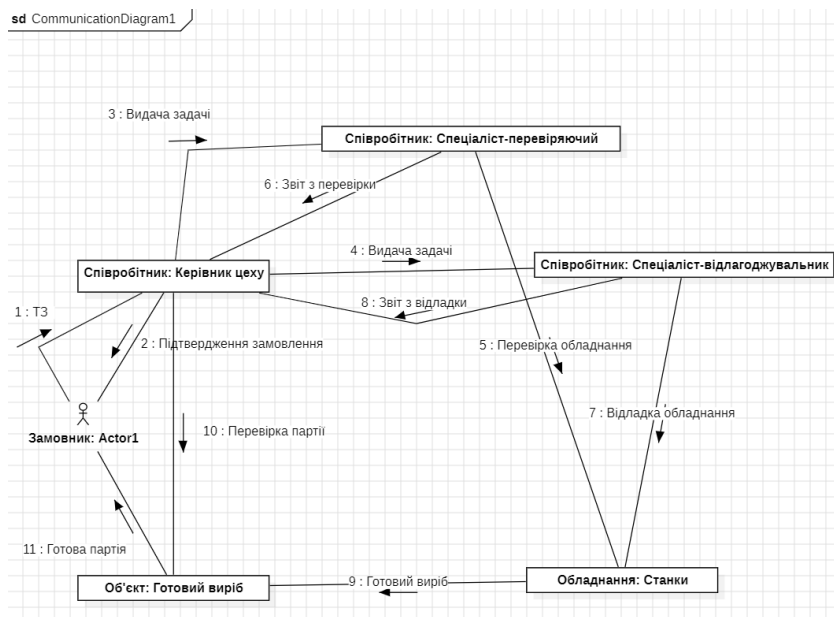 sd CommunicationDiagram1
3 : Видача задачі
Співробітник: Спеціаліст-перевіряючий
6 : Звіт з перевірки
4 : Видача задачі
Співробітник: Керівник цеху
Співробітник: Спеціаліст-відлагоджувальник
8 : Звіт з відладки
1 : ТЗ
2 : Підтвердження замовлення
5 : Перевірка обладнання
7 : Відладка обладнання
Замовник: Actor1
10 : Перевірка партії
11 : Готова партія
Об'єкт: Готовий виріб
9 : Готовий виріб
Обладнання: Станки